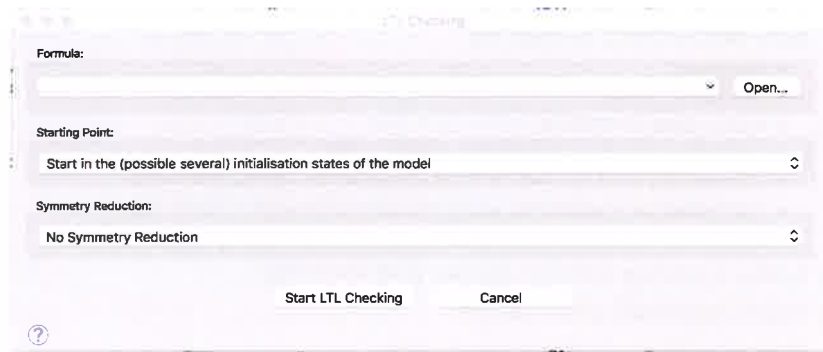 Checking
Formula:
Open...
Starting Point:
Start in the (possible several) initialisation states of the model
Symmetry Reduction:
No Symmetry Reduction
Start LTL Checking Cancel
?